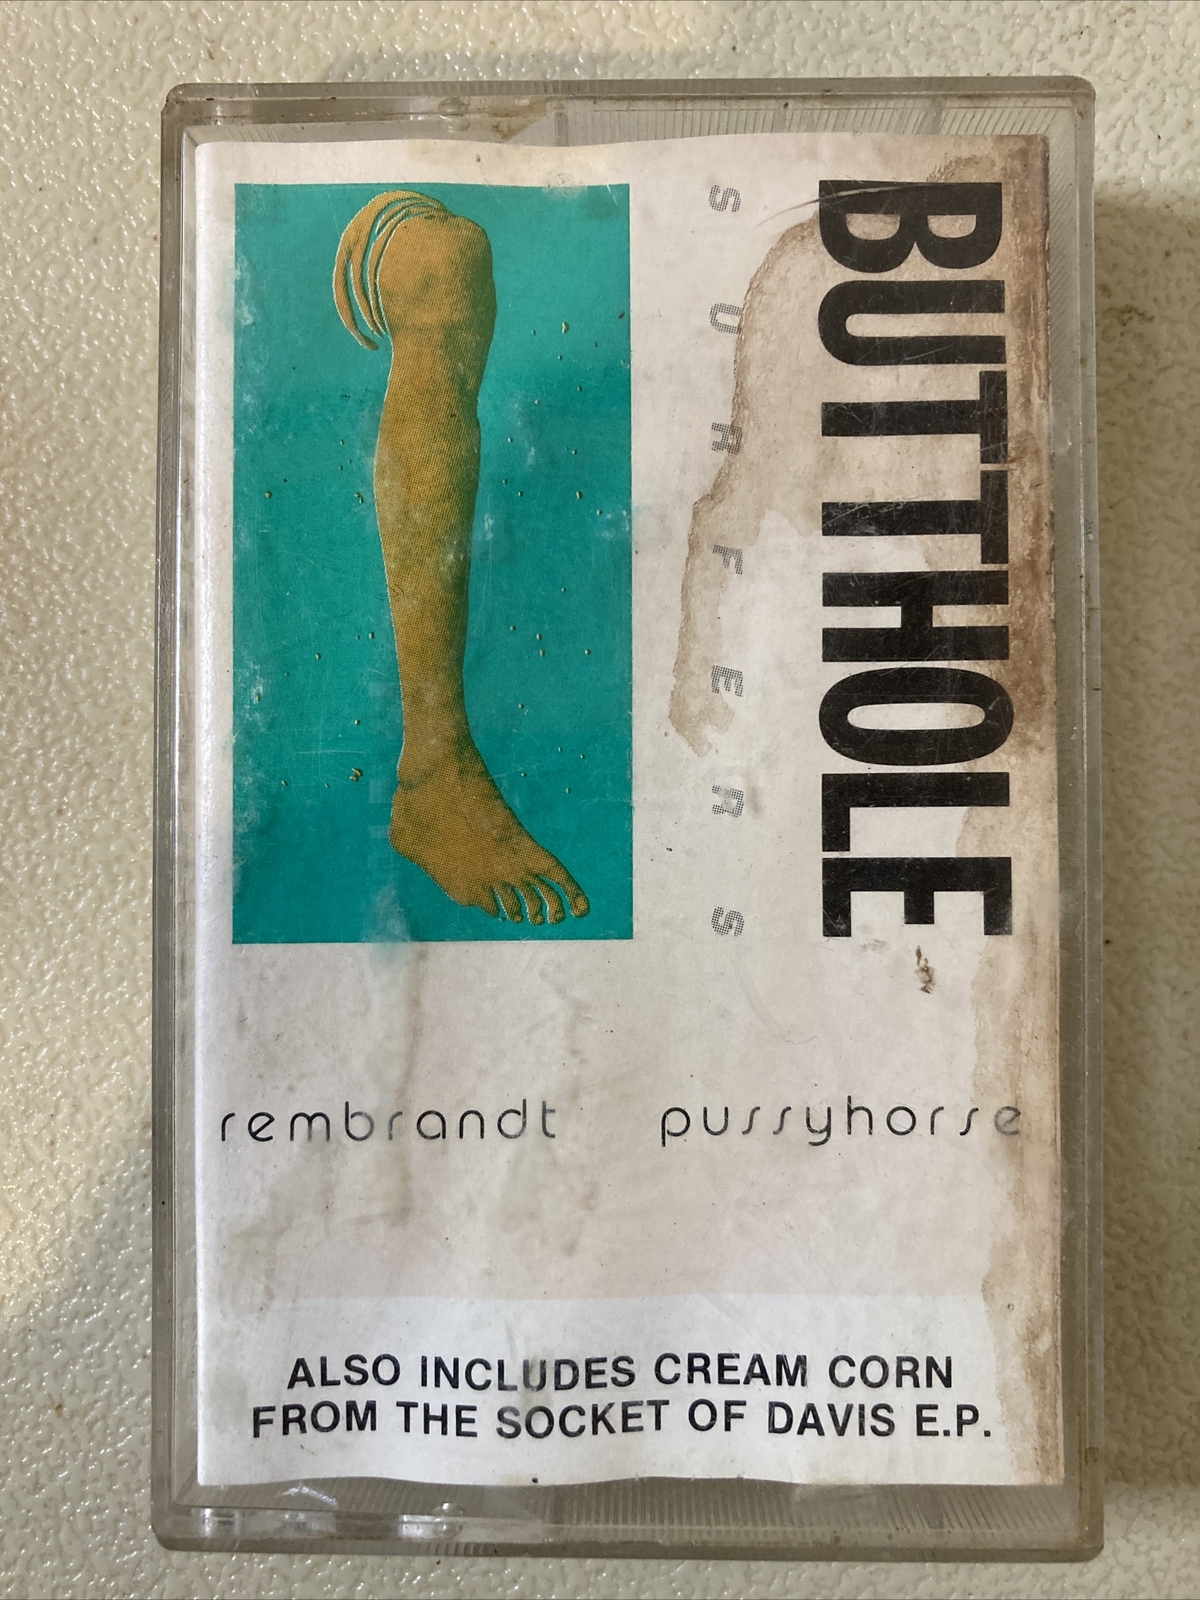 BUTTHOLE
SURFERS
rembrandt pussyhorse
ALSO INCLUDES CREAM CORN
FROM THE SOCKET OF DAVIS E.P.